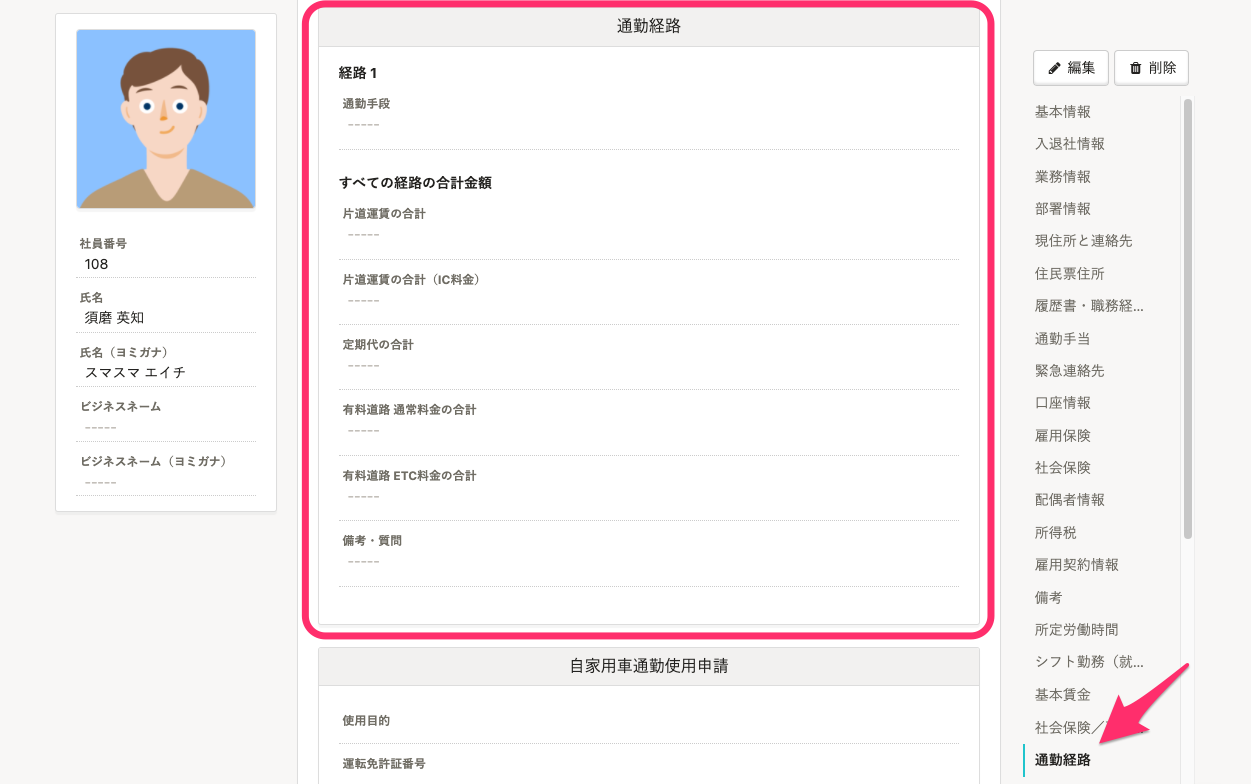 社員番号
108
氏名
須磨 英知
氏名（ヨミガナ）
スマスマ エイチ
ビジネスネーム
-----
ビジネスネーム（ヨミガナ）
-----
通勤経路
経路 1
通勤手段
-----
すべての経路の合計金額
片道運賃の合計
-----
片道運賃の合計（IC料金）
-----
定期代の合計
-----
有料道路 通常料金の合計
-----
有料道路 ETC料金の合計
-----
備考・質問
-----
自家用車通勤使用申請
使用目的
運転免許証番号
編集
削除
基本情報
入退社情報
業務情報
部署情報
現住所と連絡先
住民票住所
履歴書・職務経...
通勤手当
緊急連絡先
口座情報
雇用保険
社会保険
配偶者情報
所得税
雇用契約情報
備考
所定労働時間
シフト勤務（就...
基本賃金
社会保険／
通勤経路